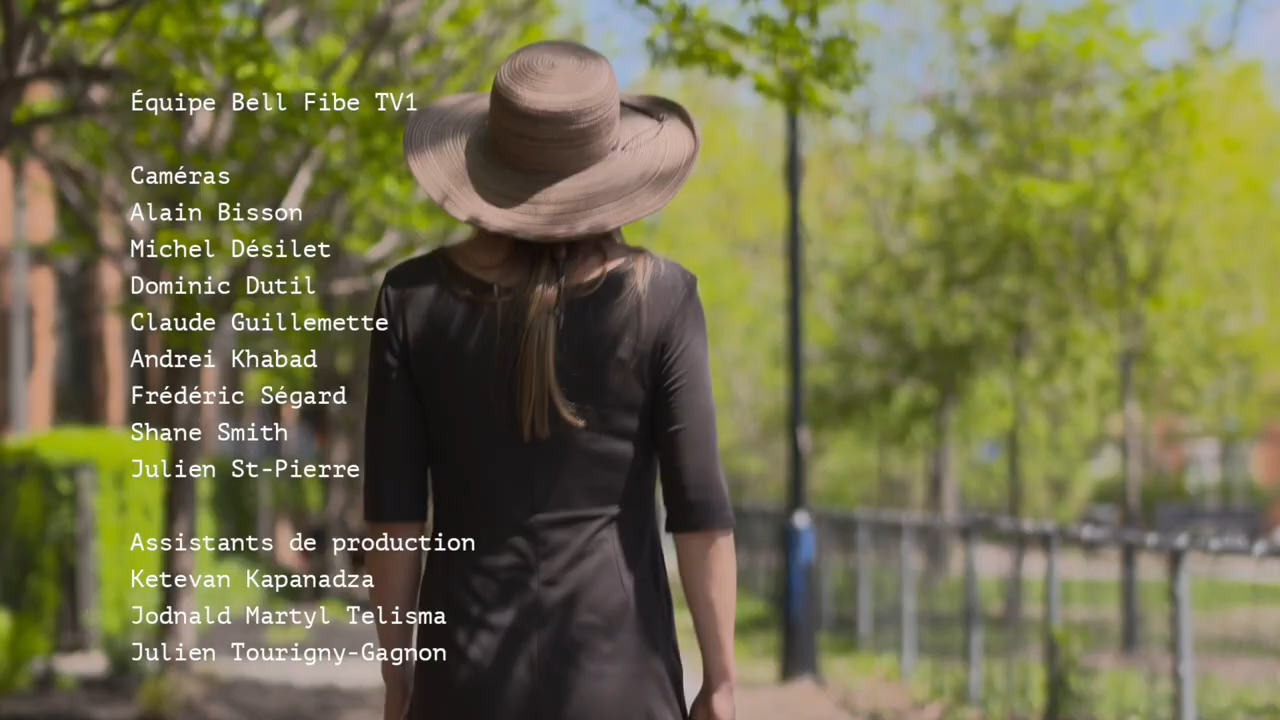 Équipe Bell Fibe TV1
Caméras
Alain Bisson
Michel Désilet
Dominic Dutil
Claude Guillemette
Andrei Khabad
Frédéric Ségard
Shane Smith
Julien St-Pierre
Assistants de production
Ketevan Kapanadza
Jodnald Martyl Telisma
Julien Tourigny-Gagnon